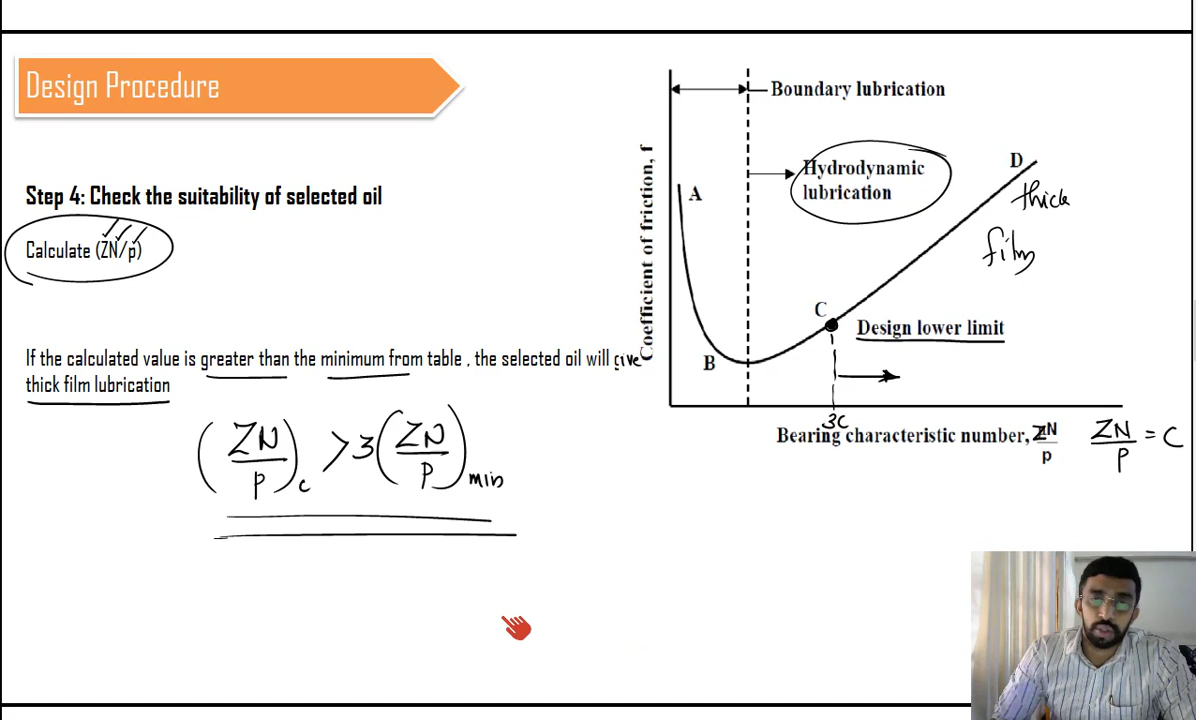 Design Procedure
Step 4: Check the suitability of selected oil
Calculate (ZN/p)
If the calculated value is greater than the minimum from table , the selected oil will give
thick film lubrication
(ZN/P)c > 3(ZN/P)min
Boundary lubrication
Hydrodynamic
lubrication
Coefficient of friction, f
A
B
C
D
thick
film
Design lower limit
3C
Bearing characteristic number, ZN/p
ZN/P = C